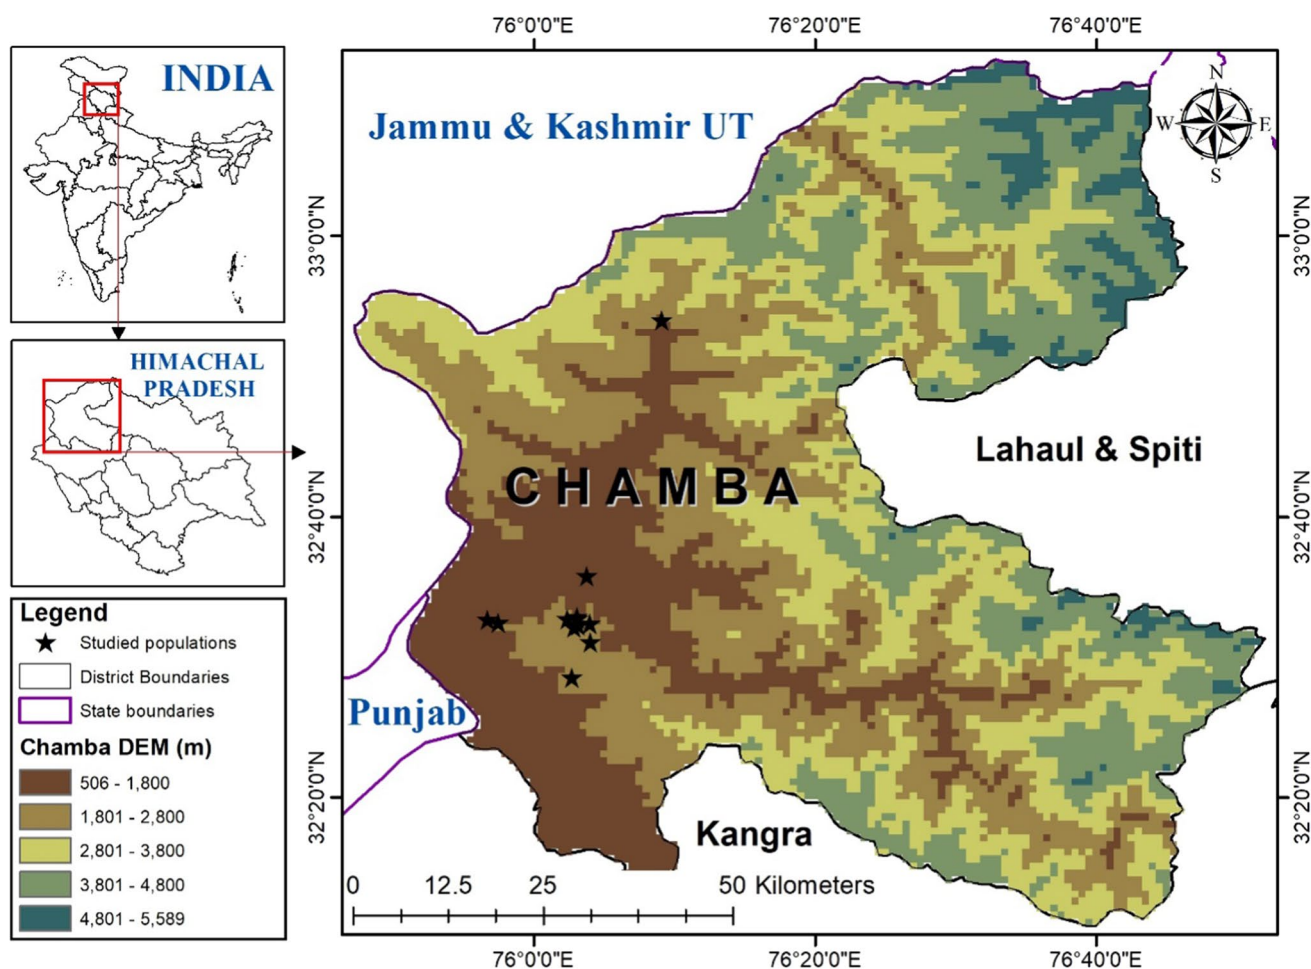 INDIA
HIMACHAL
PRADESH
Legend
Studied populations
District Boundaries
State boundaries
Chamba DEM (m)
506 - 1,800
1,801 - 2,800
2,801 - 3,800
3,801 - 4,800
4,801 - 5,589
76°0'0"E
76°20'0"E
76°40'0"E
Jammu & Kashmir UT
N
W
E
S
33°0'0"N
33°0'0"N
Lahaul & Spiti
CHAMBA
32°40'0"N
32°40'0"N
Punjab
32°20'0"N
32°20'0"N
Kangra
0
12.5
25
50 Kilometers
76°0'0"E
76°20'0"E
76°40'0"E